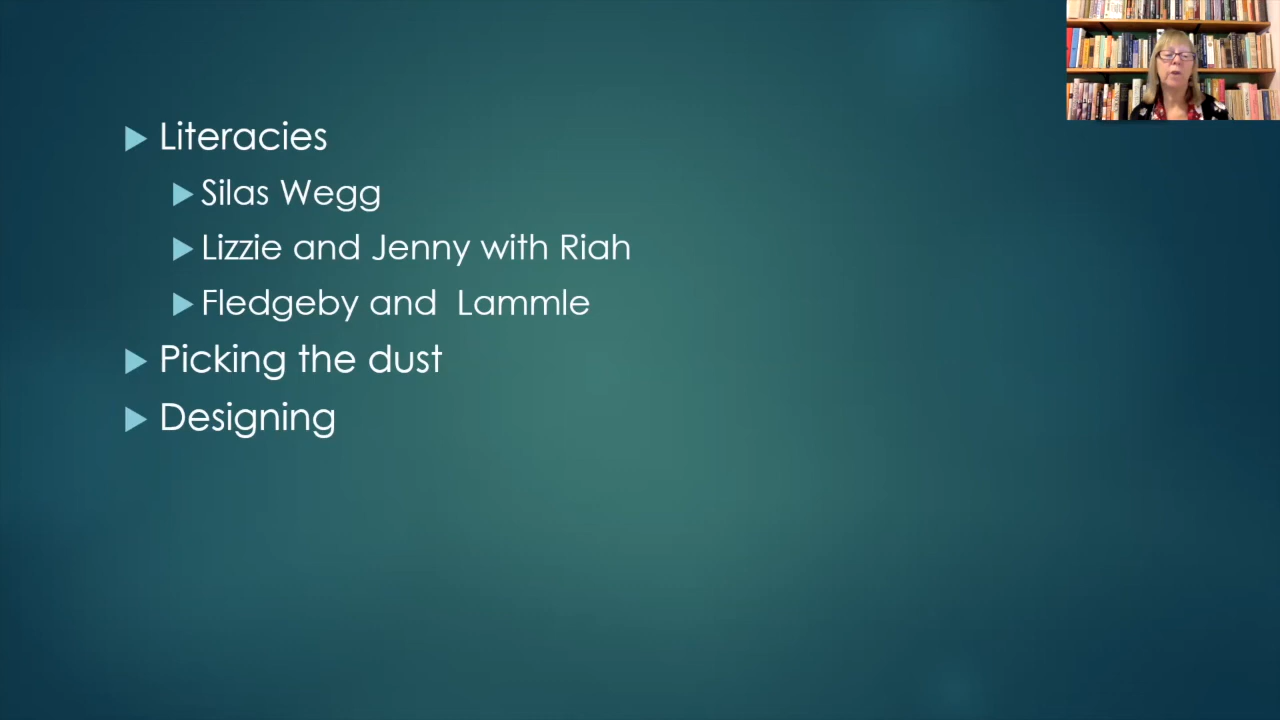 Literacies
Silas Wegg
Lizzie and Jenny with Riah
Fledgeby and  Lammle
Picking the dust
Designing